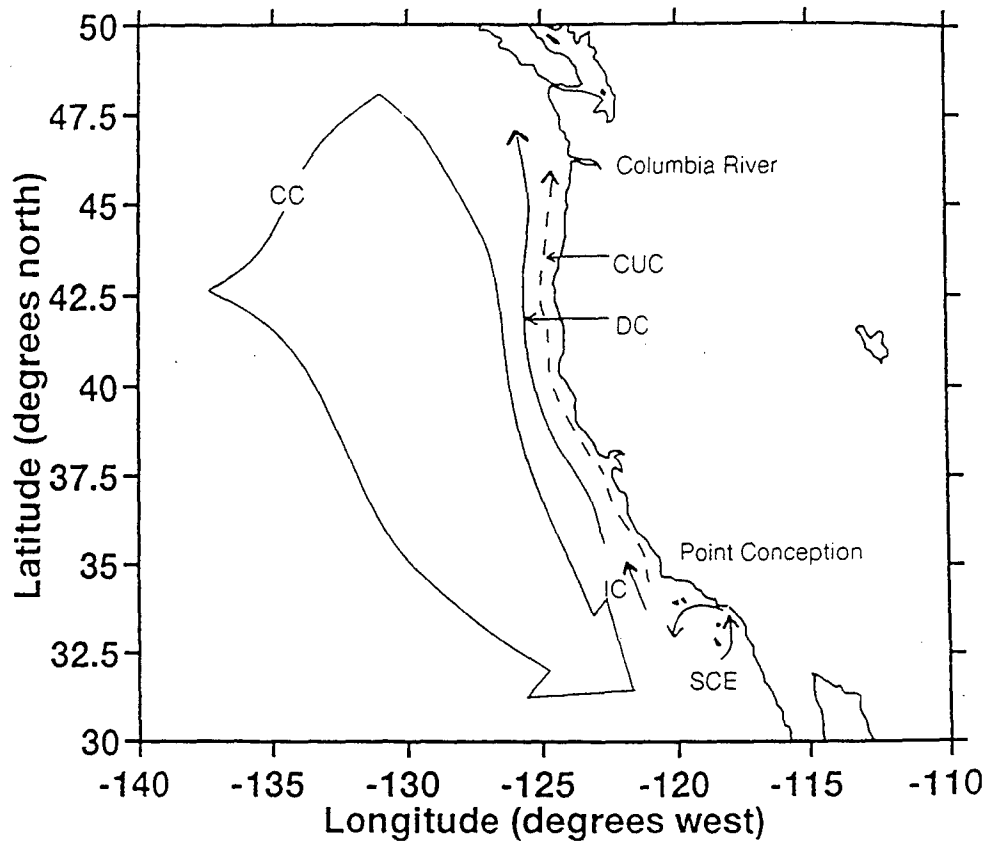 50
47.5
45
42.5
40
37.5
35
32.5
30
Latitude (degrees north)
CC
Columbia River
CUC
DC
Point Conception
IC
SCE
-140
-135
-130
-125
-120
-115
-110
Longitude (degrees west)